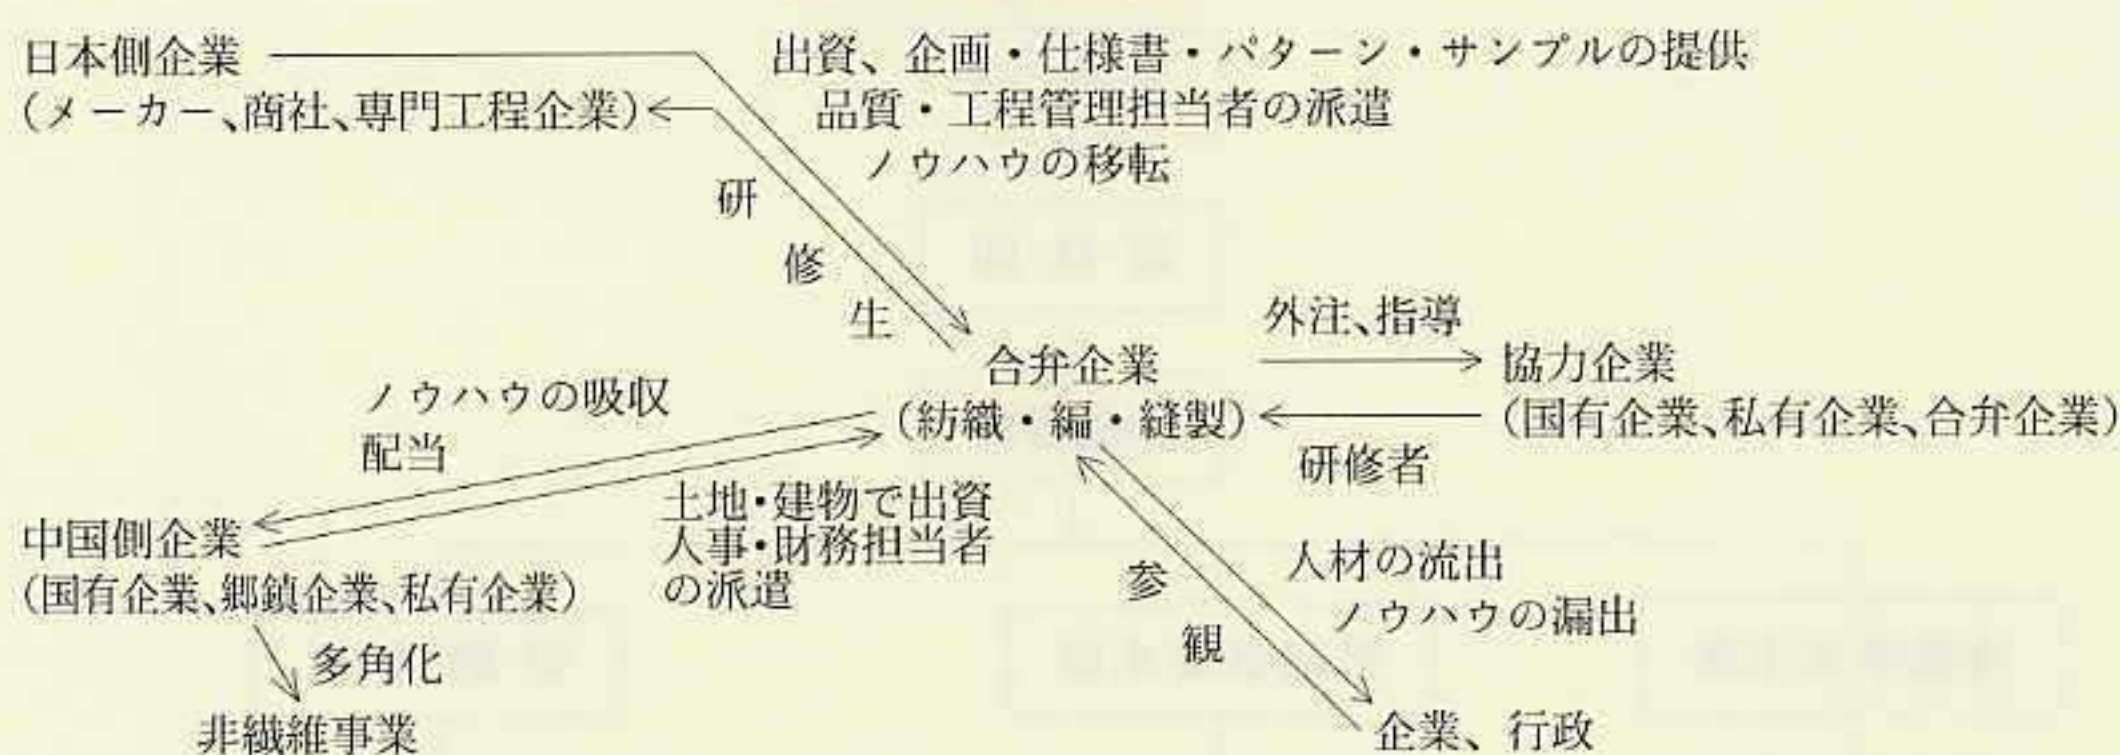 日本側企業
(メーカー、商社、専門工程企業)
出資、企画・仕様書・パターン・サンプルの提供
品質・工程管理担当者の派遣
ノウハウの移転
研修生
合弁企業
(紡織・編・縫製)
外注、指導
協力企業
(国有企業、私有企業、合弁企業)
研修者
ノウハウの吸収
配当
土地・建物で出資
人事・財務担当者
の派遣
中国側企業
(国有企業、郷鎮企業、私有企業)
多角化
非繊維事業
参観
人材の流出
ノウハウの漏出
企業、行政